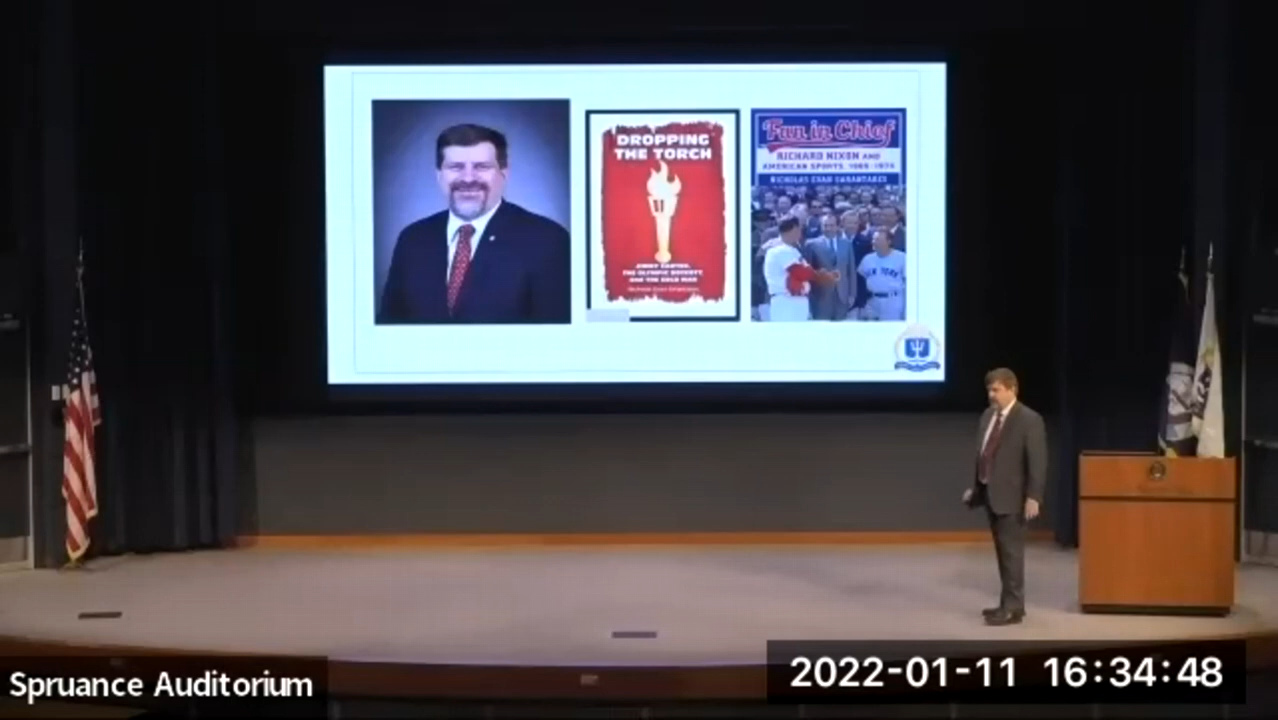 DROPPING
THE TORCH
JIMMY CARTER,
THE OLYMPIC BOYCOTT,
AND THE COLD WAR
Fan in Chief
RICHARD NIXON AND
AMERICAN SPORTS, 1969-1974
NICHOLAS EVAN SARANTAKES
NEW YORK
Spruance Auditorium
2022-01-11 16:34:48